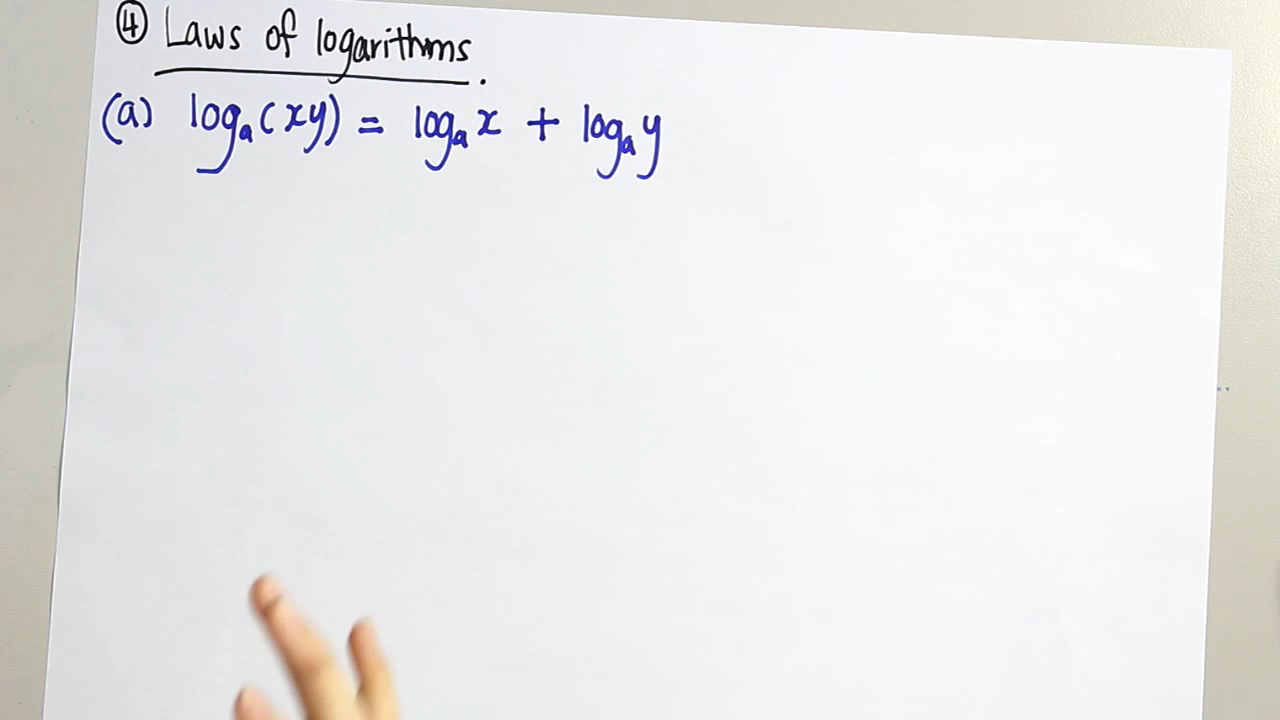 ④ Laws of logarithms.
(a) logₐ(xy) = logₐx + logₐy